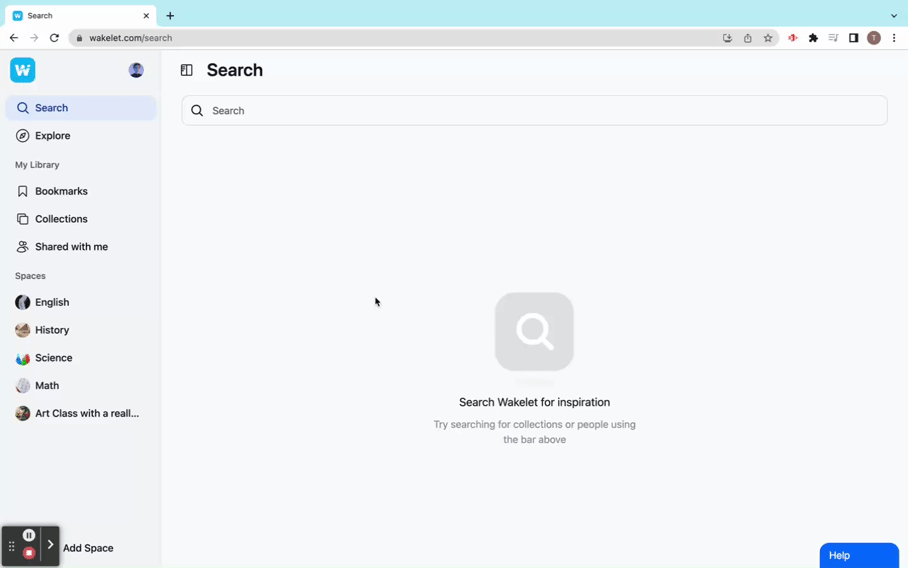 Search
wakelet.com/search
T
Search
Search
Search
Explore
My Library
Bookmarks
Collections
Shared with me
Spaces
English
History
Science
Math
Art Class with a reall...
Search Wakelet for inspiration
Try searching for collections or people using
the bar above
Add Space
Help